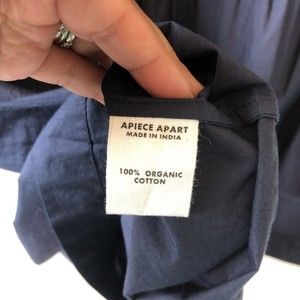 APIECE APART
MADE IN INDIA
100% ORGANIC
COTTON